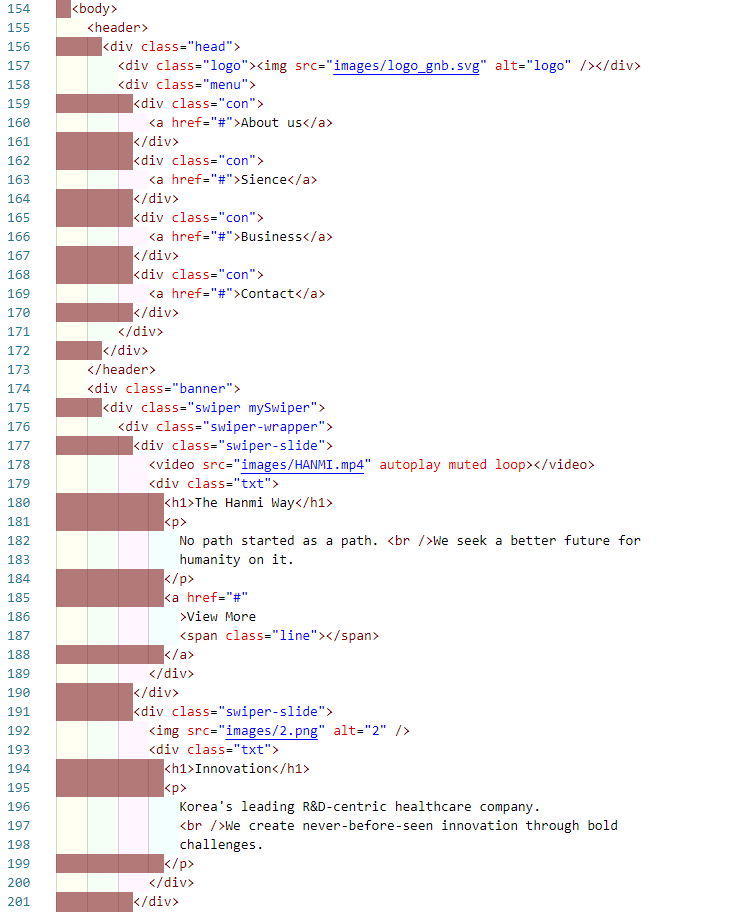 154 <body>
155 <header>
156 <div class="head">
157 <div class="logo"><img src="images/logo_gnb.svg" alt="logo" /></div>
158 <div class="menu">
159 <div class="con">
160 <a href="#">About us</a>
161 </div>
162 <div class="con">
163 <a href="#">Sience</a>
164 </div>
165 <div class="con">
166 <a href="#">Business</a>
167 </div>
168 <div class="con">
169 <a href="#">Contact</a>
170 </div>
171 </div>
172 </div>
173 </header>
174 <div class="banner">
175 <div class="swiper mySwiper">
176 <div class="swiper-wrapper">
177 <div class="swiper-slide">
178 <video src="images/HANMI.mp4" autoplay muted loop></video>
179 <div class="txt">
180 <h1>The Hanmi Way</h1>
181 <p>
182 No path started as a path. <br />We seek a better future for
183 humanity on it.
184 </p>
185 <a href="#"
186 >View More
187 <span class="line"></span>
188 </a>
189 </div>
190 </div>
191 <div class="swiper-slide">
192 <img src="images/2.png" alt="2" />
193 <div class="txt">
194 <h1>Innovation</h1>
195 <p>
196 Korea's leading R&D-centric healthcare company.
197 <br />We create never-before-seen innovation through bold
198 challenges.
199 </p>
200 </div>
201 </div>